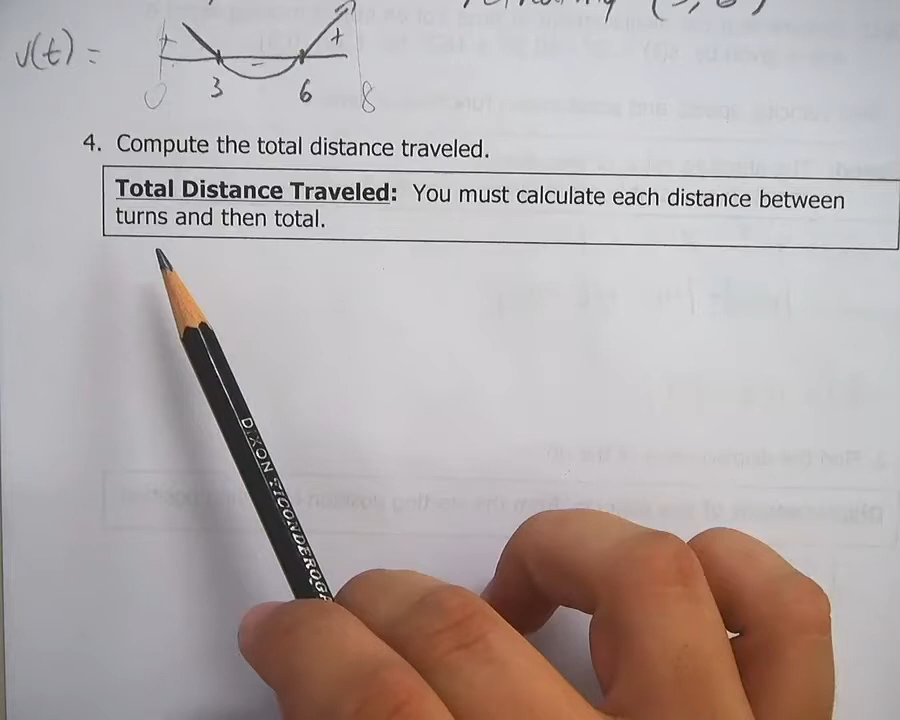 v(t) =
+ - +
0 3 6 8
4. Compute the total distance traveled.
Total Distance Traveled: You must calculate each distance between
turns and then total.
DIXON TICONDEROGA